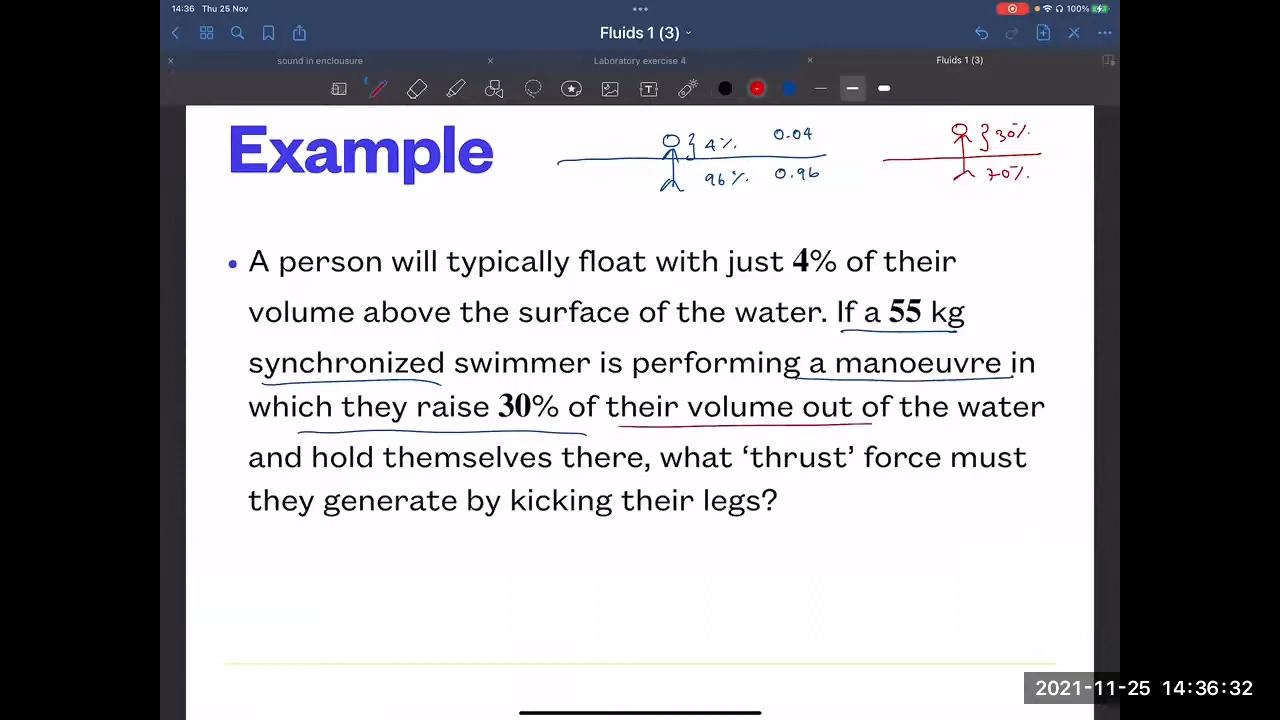 14:36 Thu 25 Nov
100%
Fluids 1 (3)
sound in enclousure
Laboratory exercise 4
Fluids 1 (3)
Example
4% 0.04
96% 0.96
30%
70%
• A person will typically float with just 4% of their
volume above the surface of the water. If a 55 kg
synchronized swimmer is performing a manoeuvre in
which they raise 30% of their volume out of the water
and hold themselves there, what ‘thrust’ force must
they generate by kicking their legs?
2021-11-25 14:36:32